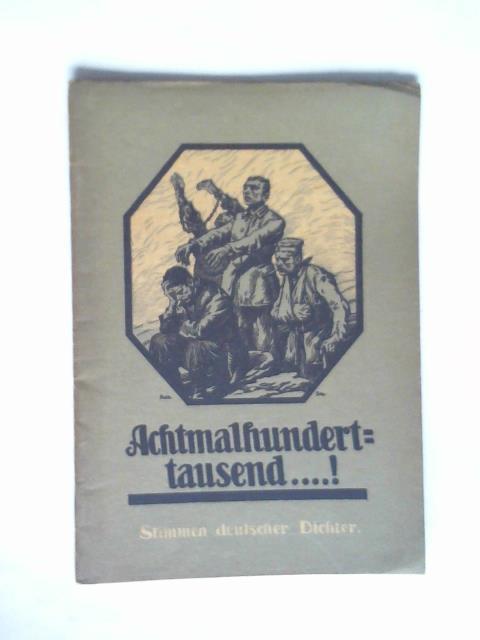 Achtmalhundert=
tausend....!
Stimmen deutscher Dichter.